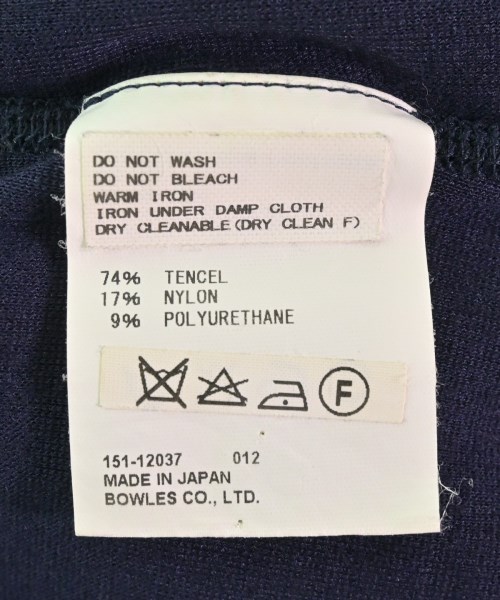 DO NOT WASH
DO NOT BLEACH
WARM IRON
IRON UNDER DAMP CLOTH
DRY CLEANABLE(DRY CLEAN F)
74% TENCEL
17% NYLON
9% POLYURETHANE
F
151-12037 012
MADE IN JAPAN
BOWLES CO., LTD.